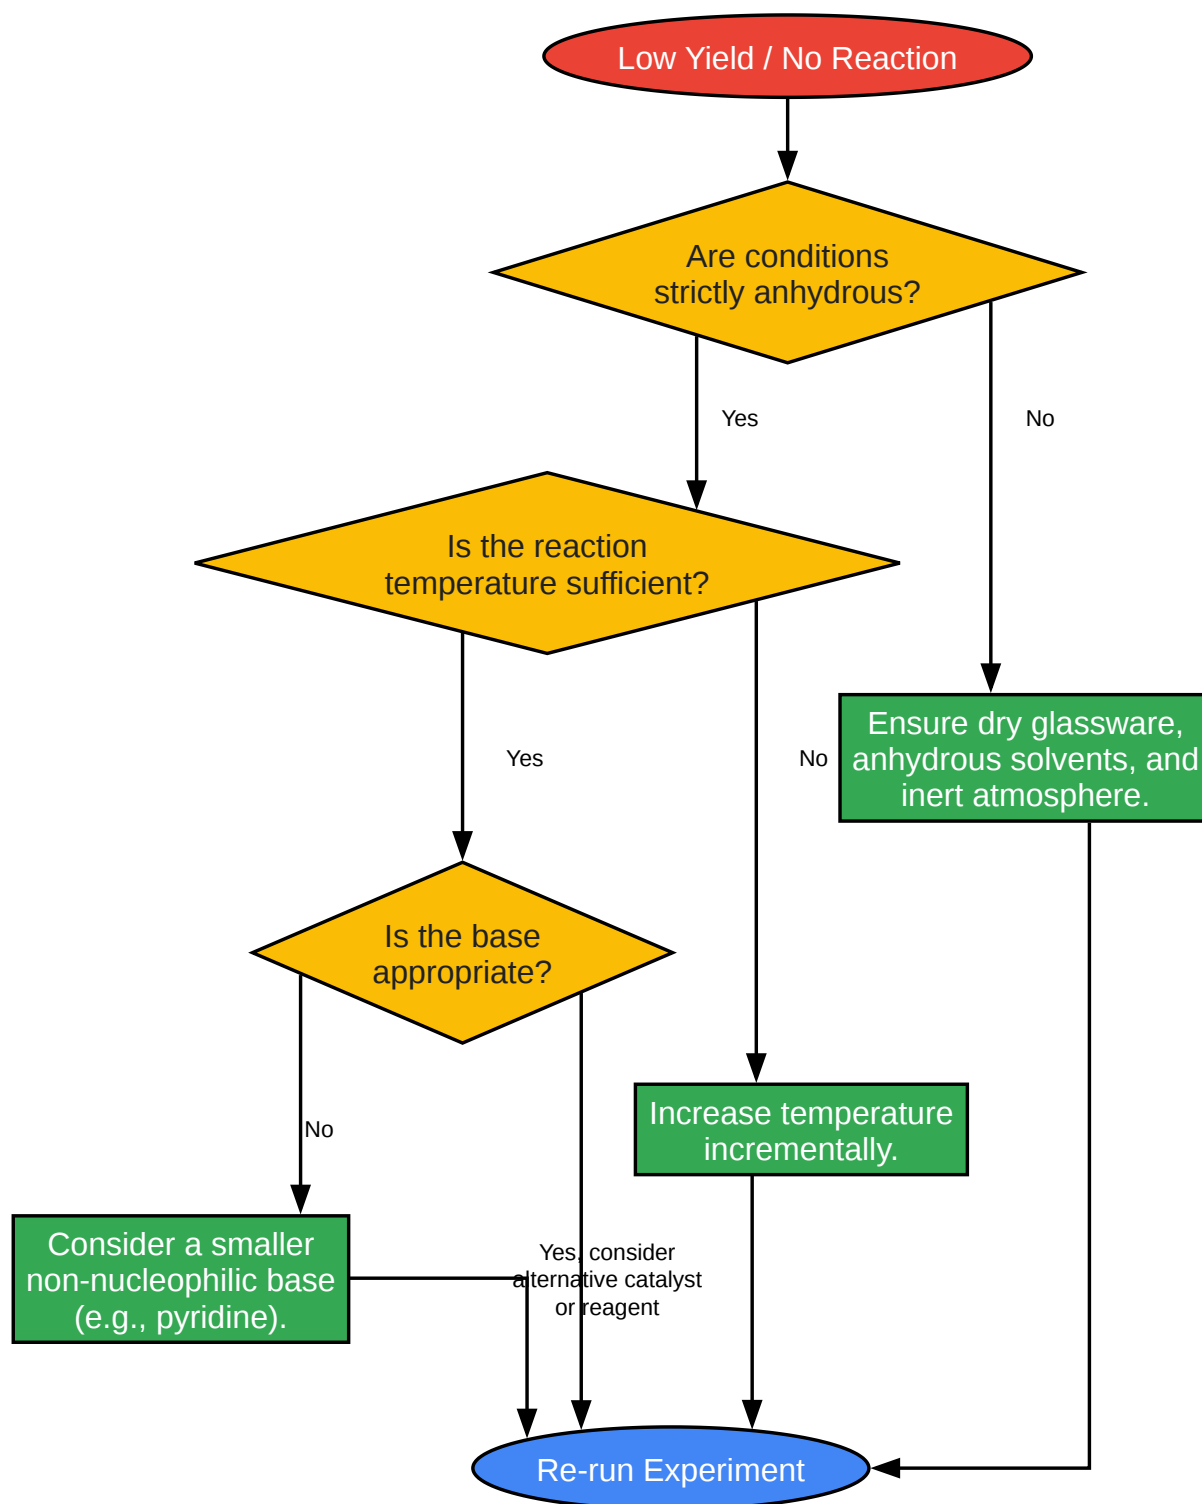 Low Yield / No Reaction
Are conditions
strictly anhydrous?
Yes
No
Is the reaction
temperature sufficient?
Yes
No
Ensure dry glassware,
anhydrous solvents, and
inert atmosphere.
Is the base
appropriate?
No
Increase temperature
incrementally.
Consider a smaller
non-nucleophilic base
(e.g., pyridine).
Yes, consider
alternative catalyst
or reagent
Re-run Experiment